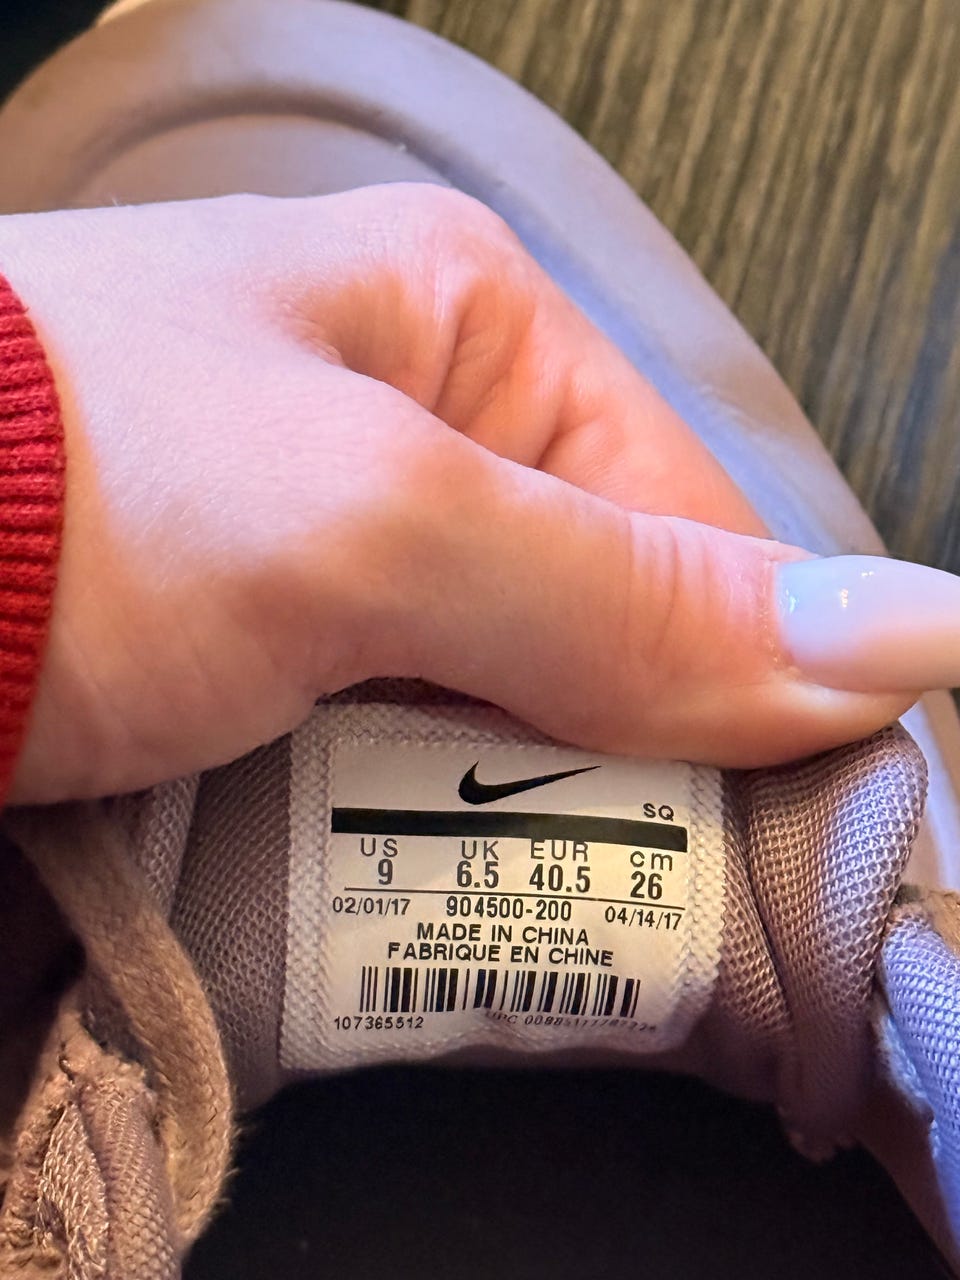 SQ
US UK EUR cm
9 6.5 40.5 26
02/01/17 904500-200 04/14/17
MADE IN CHINA
FABRIQUE EN CHINE
107365512 UPC